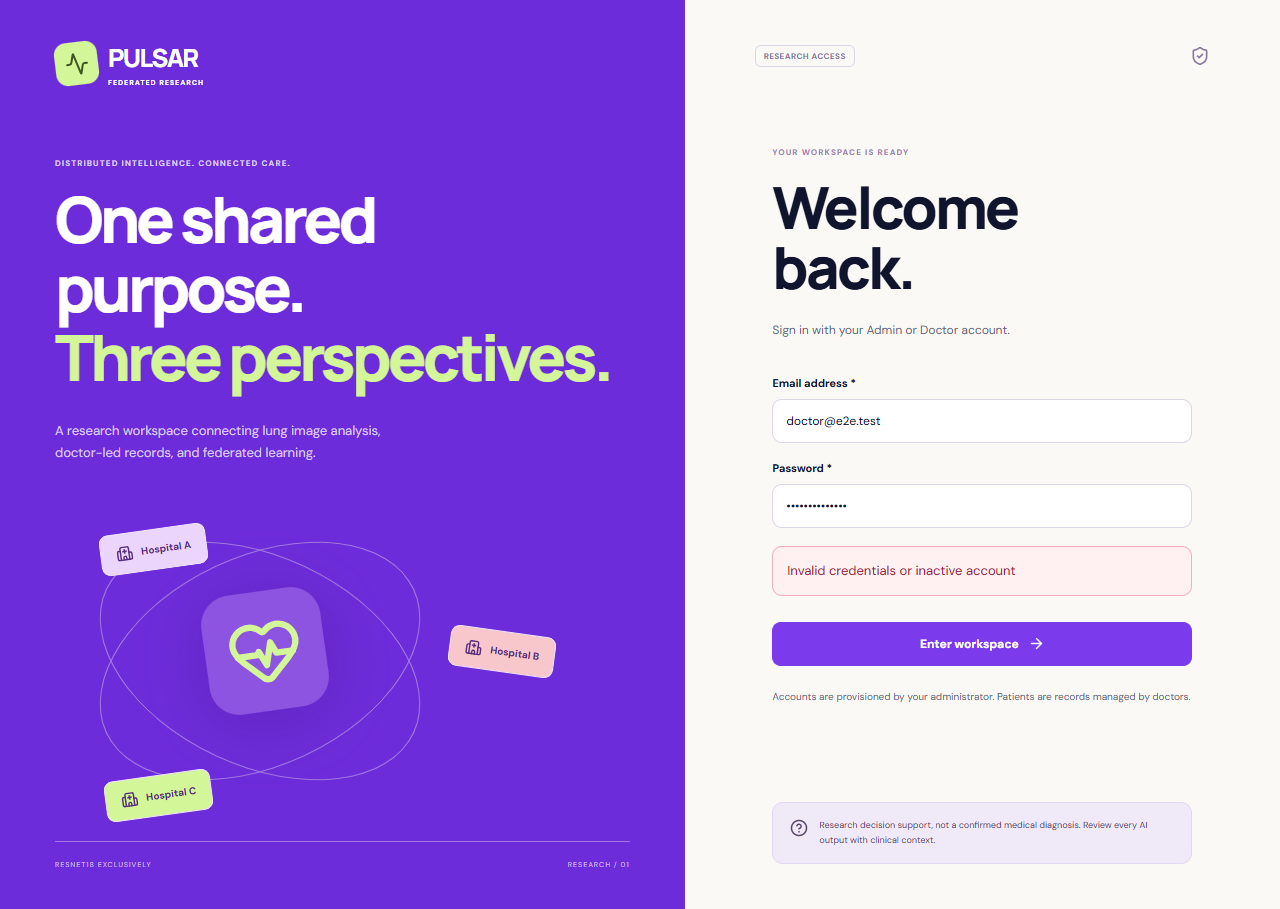 PULSAR
FEDERATED RESEARCH
DISTRIBUTED INTELLIGENCE. CONNECTED CARE.
One shared
purpose.
Three perspectives.
A research workspace connecting lung image analysis,
doctor-led records, and federated learning.
Hospital A
Hospital B
Hospital C
RESNET18 EXCLUSIVELY
RESEARCH / 01
RESEARCH ACCESS
YOUR WORKSPACE IS READY
Welcome
back.
Sign in with your Admin or Doctor account.
Email address *
doctor@e2e.test
Password *
••••••••••••••
Invalid credentials or inactive account
Enter workspace →
Accounts are provisioned by your administrator. Patients are records managed by doctors.
Research decision support, not a confirmed medical diagnosis. Review every AI
output with clinical context.